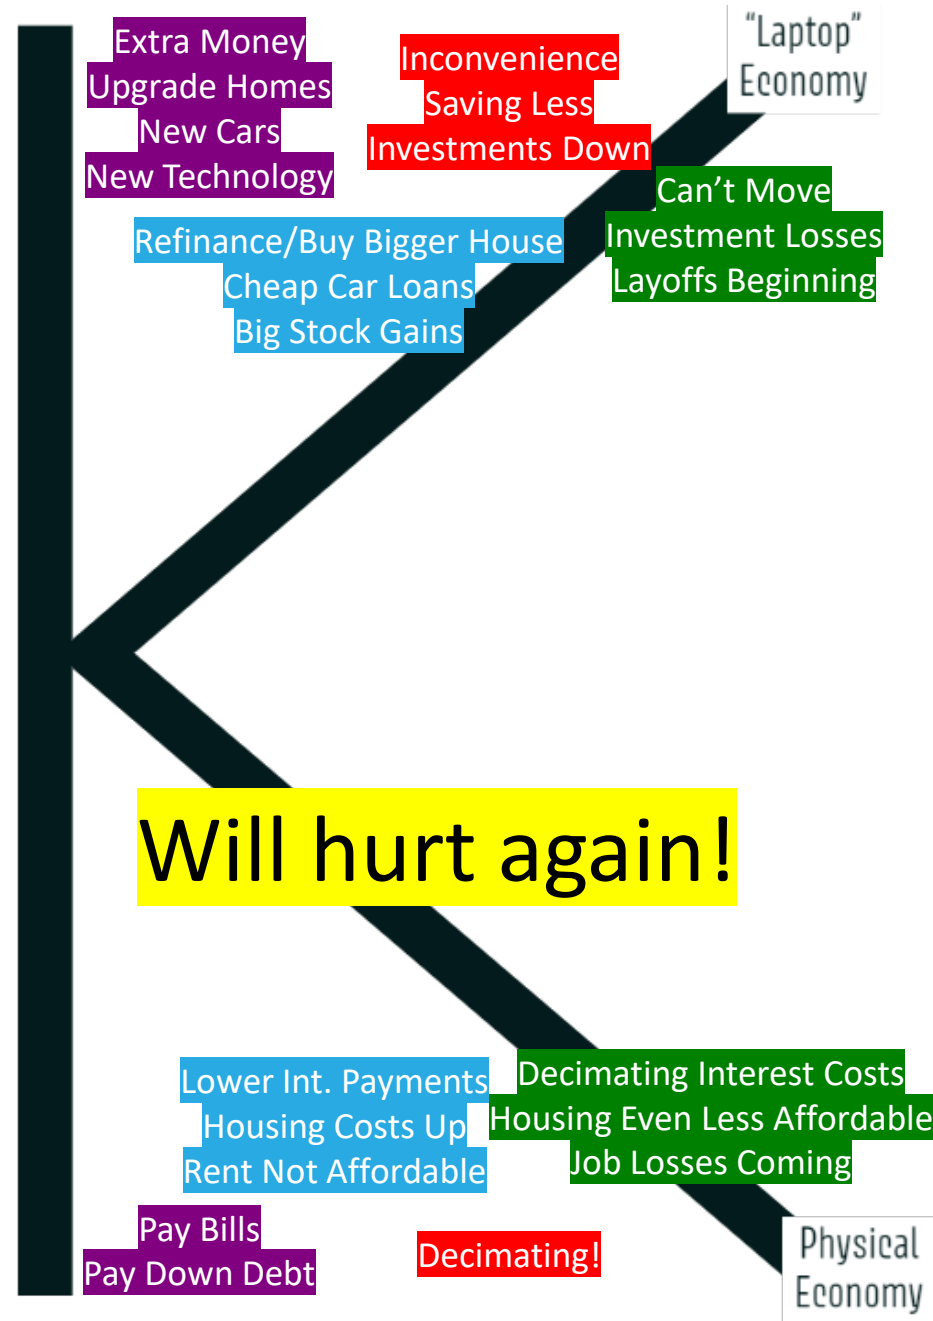 Extra Money
Upgrade Homes
New Cars
New Technology
Inconvenience
Saving Less
Investments Down
“Laptop”
Economy
Refinance/Buy Bigger House
Cheap Car Loans
Big Stock Gains
Can’t Move
Investment Losses
Layoffs Beginning
Will hurt again!
Lower Int. Payments
Housing Costs Up
Rent Not Affordable
Decimating Interest Costs
Housing Even Less Affordable
Job Losses Coming
Pay Bills
Pay Down Debt
Decimating!
Physical
Economy